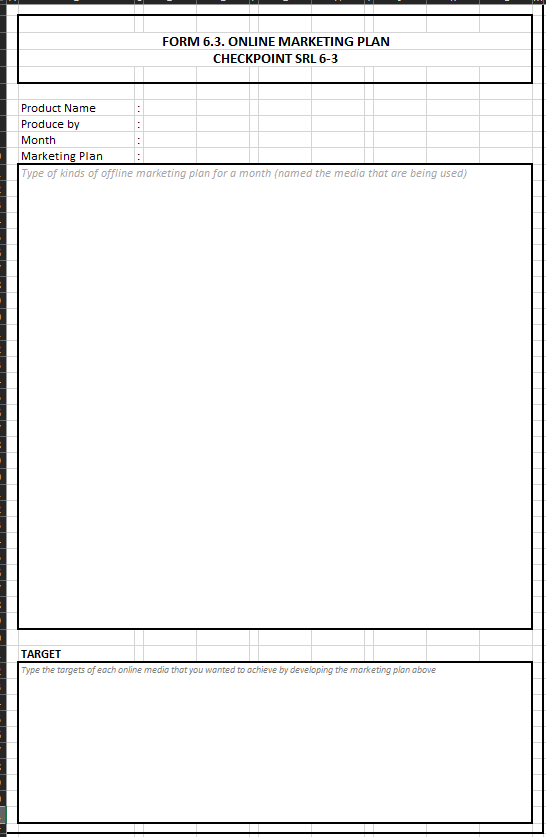 FORM 6.3. ONLINE MARKETING PLAN
CHECKPOINT SRL 6-3
Product Name :
Produce by :
Month :
Marketing Plan :
Type of kinds of offline marketing plan for a month (named the media that are being used)
TARGET
Type the targets of each online media that you wanted to achieve by developing the marketing plan above